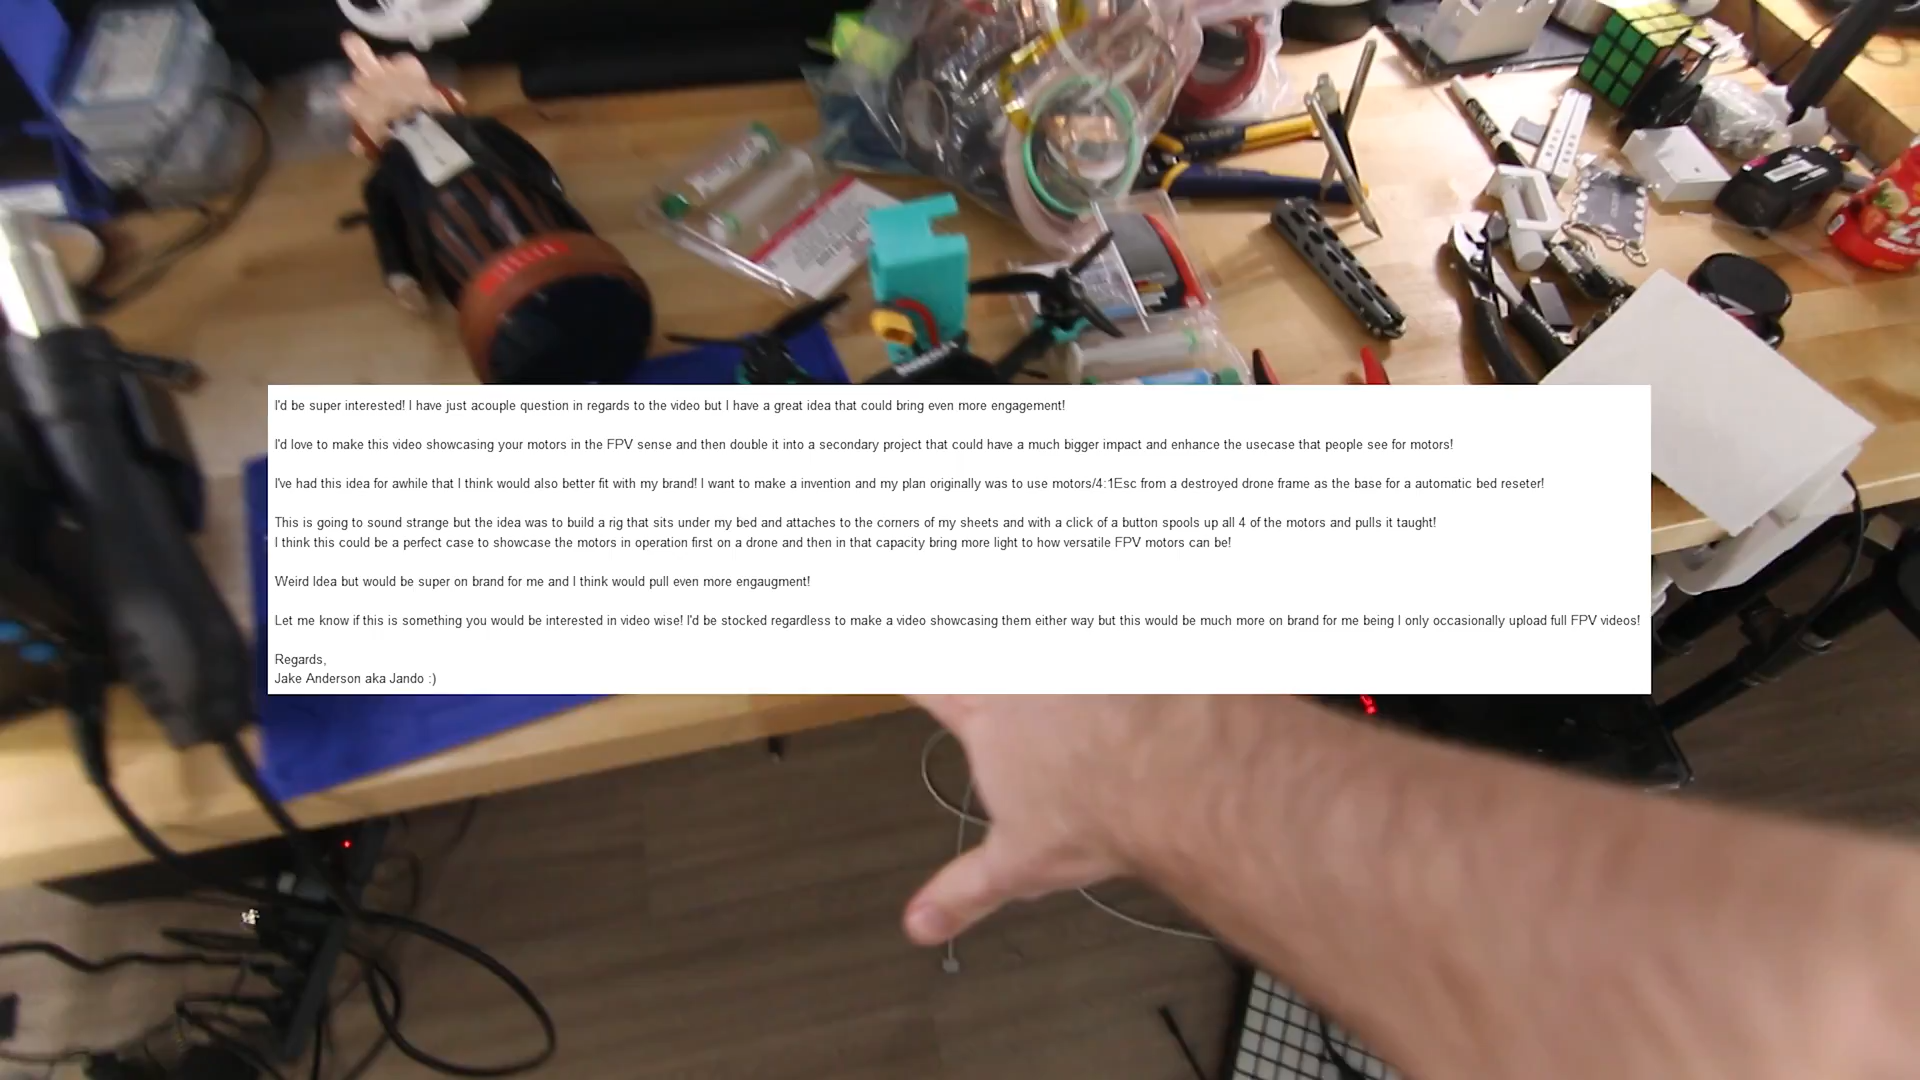 I'd be super interested! I have just acouple question in regards to the video but I have a great idea that could bring even more engagement!
I'd love to make this video showcasing your motors in the FPV sense and then double it into a secondary project that could have a much bigger impact and enhance the usecase that people see for motors!
I've had this idea for awhile that I think would also better fit with my brand! I want to make a invention and my plan originally was to use motors/4:1Esc from a destroyed drone frame as the base for a automatic bed reseter!
This is going to sound strange but the idea was to build a rig that sits under my bed and attaches to the corners of my sheets and with a click of a button spools up all 4 of the motors and pulls it taught!
I think this could be a perfect case to showcase the motors in operation first on a drone and then in that capacity bring more light to how versatile FPV motors can be!
Weird Idea but would be super on brand for me and I think would pull even more engaugment!
Let me know if this is something you would be interested in video wise! I'd be stocked regardless to make a video showcasing them either way but this would be much more on brand for me being I only occasionally upload full FPV videos!
Regards,
Jake Anderson aka Jando :)